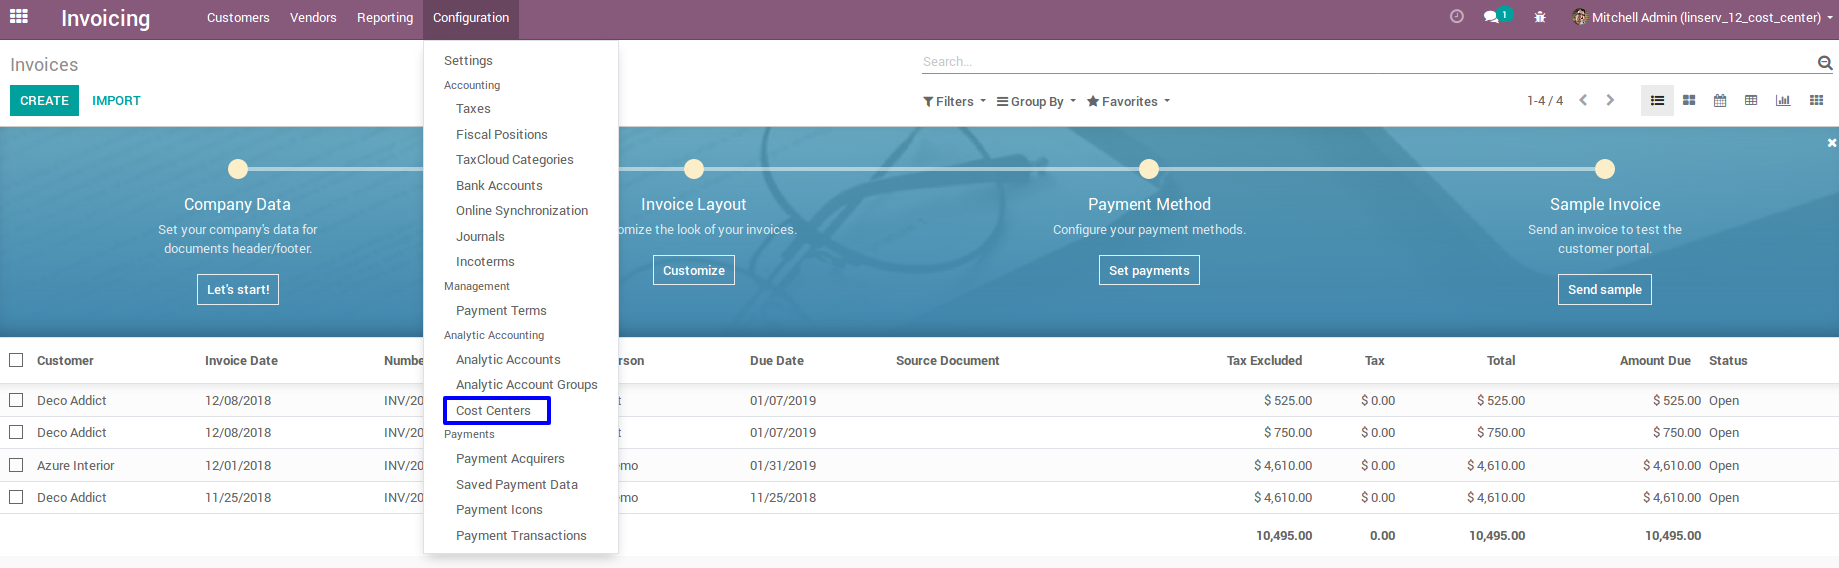 Invoicing Customers Vendors Reporting Configuration 1 Mitchell Admin (linserv_12_cost_center)
Invoices
Search...
CREATE IMPORT
Filters Group By Favorites 1-4 / 4
Settings
Accounting
Taxes
Fiscal Positions
TaxCloud Categories
Bank Accounts
Online Synchronization
Journals
Incoterms
Management
Payment Terms
Analytic Accounting
Analytic Accounts
Analytic Account Groups
Cost Centers
Payments
Payment Acquirers
Saved Payment Data
Payment Icons
Payment Transactions
Company Data
Set your company's data for
documents header/footer.
Let's start!
Invoice Layout
omize the look of your invoices.
Customize
Payment Method
Configure your payment methods.
Set payments
Sample Invoice
Send an invoice to test the
customer portal.
Send sample
Customer Invoice Date Numbe rson Due Date Source Document Tax Excluded Tax Total Amount Due Status
Deco Addict 12/08/2018 INV/20 t 01/07/2019 $ 525.00 $ 0.00 $ 525.00 $ 525.00 Open
Deco Addict 12/08/2018 INV/20 t 01/07/2019 $ 750.00 $ 0.00 $ 750.00 $ 750.00 Open
Azure Interior 12/01/2018 INV/20 emo 01/31/2019 $ 4,610.00 $ 0.00 $ 4,610.00 $ 4,610.00 Open
Deco Addict 11/25/2018 INV/20 emo 11/25/2018 $ 4,610.00 $ 0.00 $ 4,610.00 $ 4,610.00 Open
10,495.00 0.00 10,495.00 10,495.00